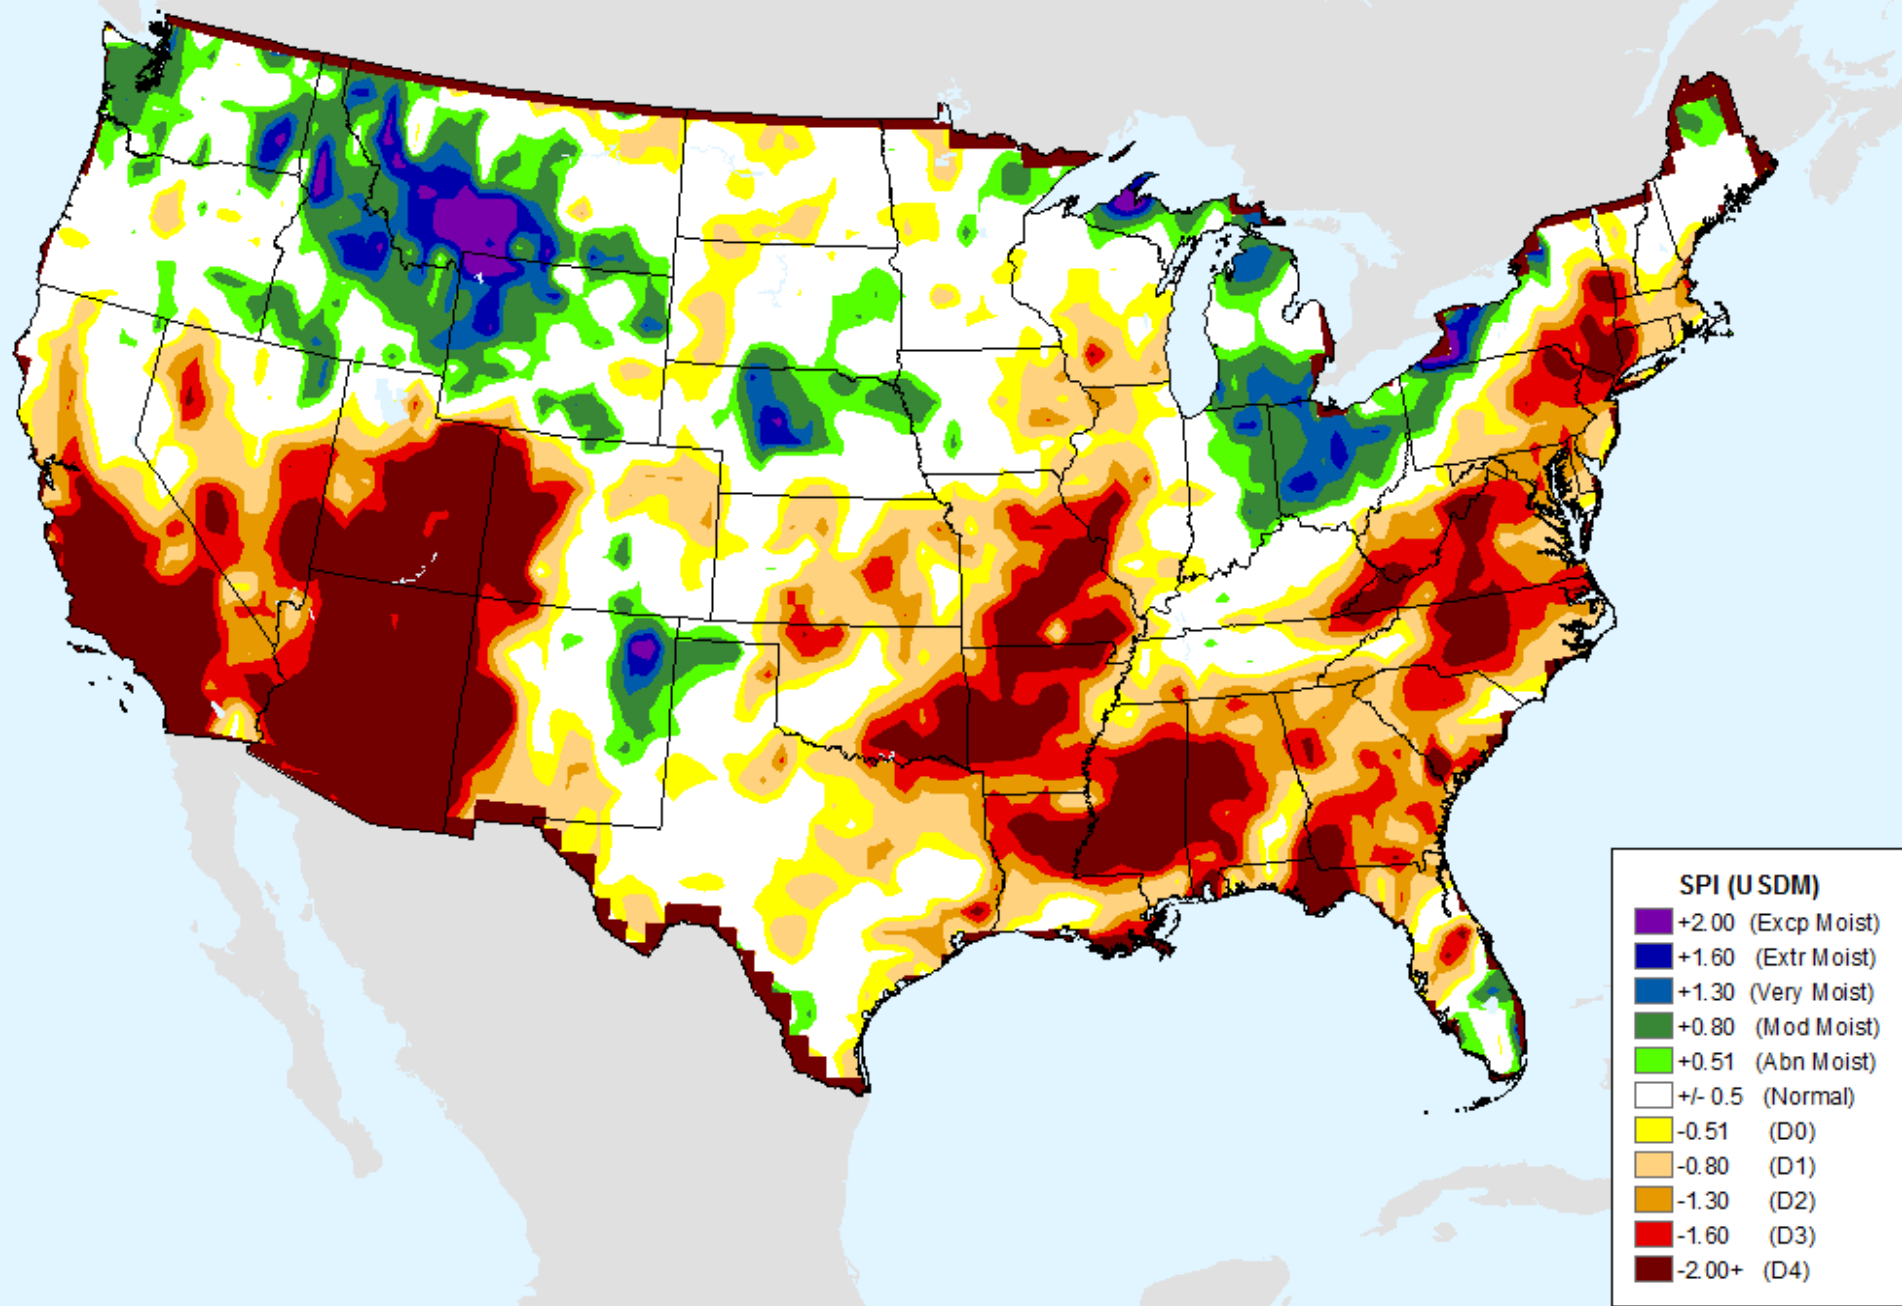 SPI (USDM)
+2.00 (Excp Moist)
+1.60 (Extr Moist)
+1.30 (Very Moist)
+0.80 (Mod Moist)
+0.51 (Abn Moist)
+/- 0.5 (Normal)
-0.51 (D0)
-0.80 (D1)
-1.30 (D2)
-1.60 (D3)
-2.00+ (D4)